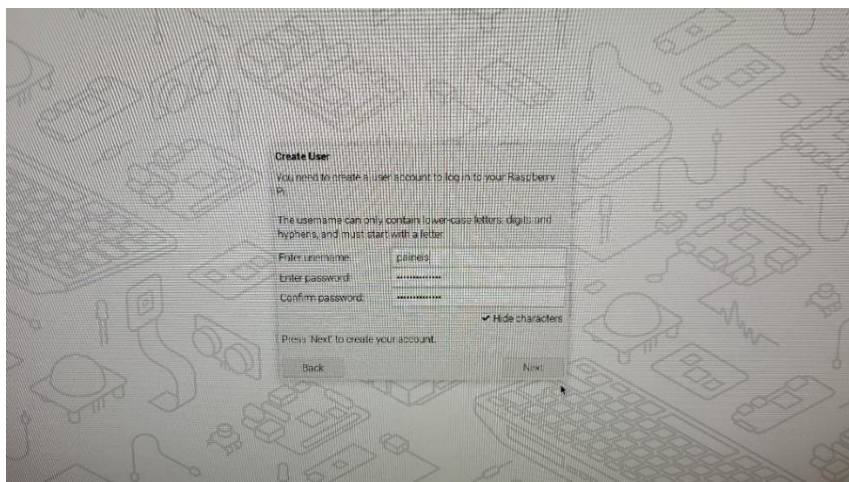 Create User
You need to create a user account to log in to your Raspberry
Pi.
The username can only contain lower-case letters, digits and
hyphens, and must start with a letter.
Enter username:
paineis
Enter password:
••••••••••••••
Confirm password:
••••••••••••••
✔ Hide characters
Press 'Next' to create your account.
Back
Next